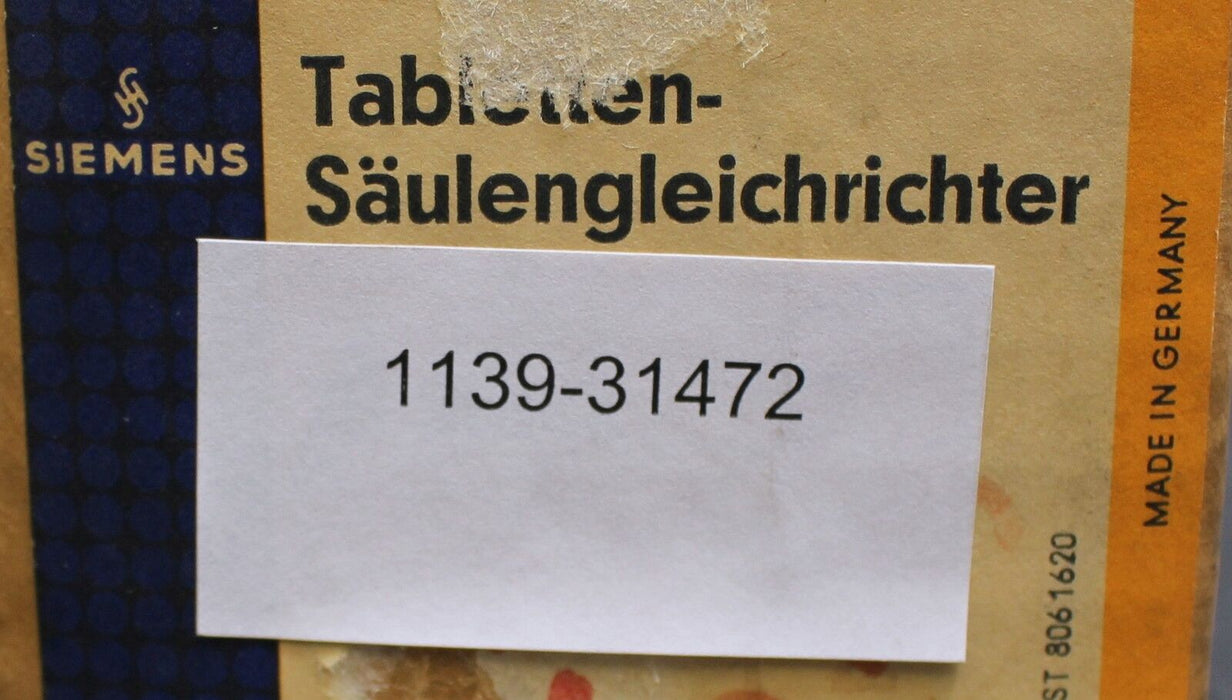 SIEMENS
Tabletten-
Säulengleichrichter
1139-31472
MADE IN GERMANY
ST 8061620